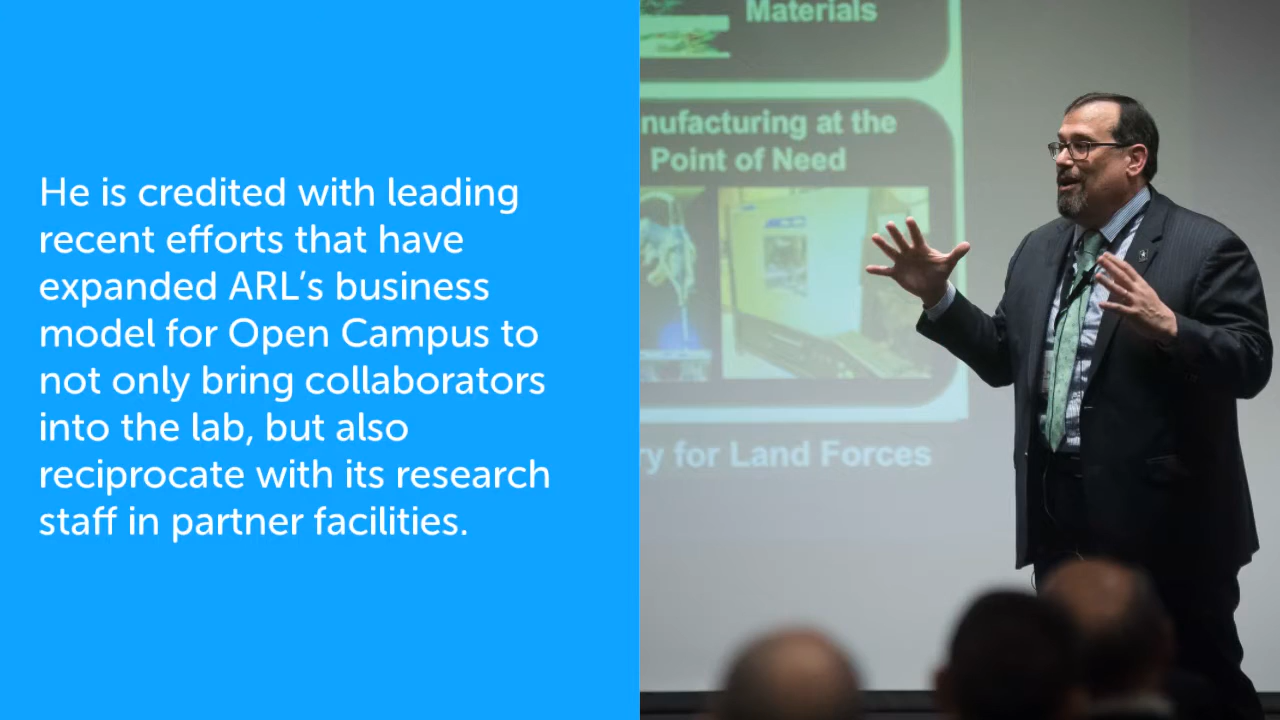 He is credited with leading
recent efforts that have
expanded ARL’s business
model for Open Campus to
not only bring collaborators
into the lab, but also
reciprocate with its research
staff in partner facilities.
Materials
nufacturing at the
Point of Need
ry for Land Forces